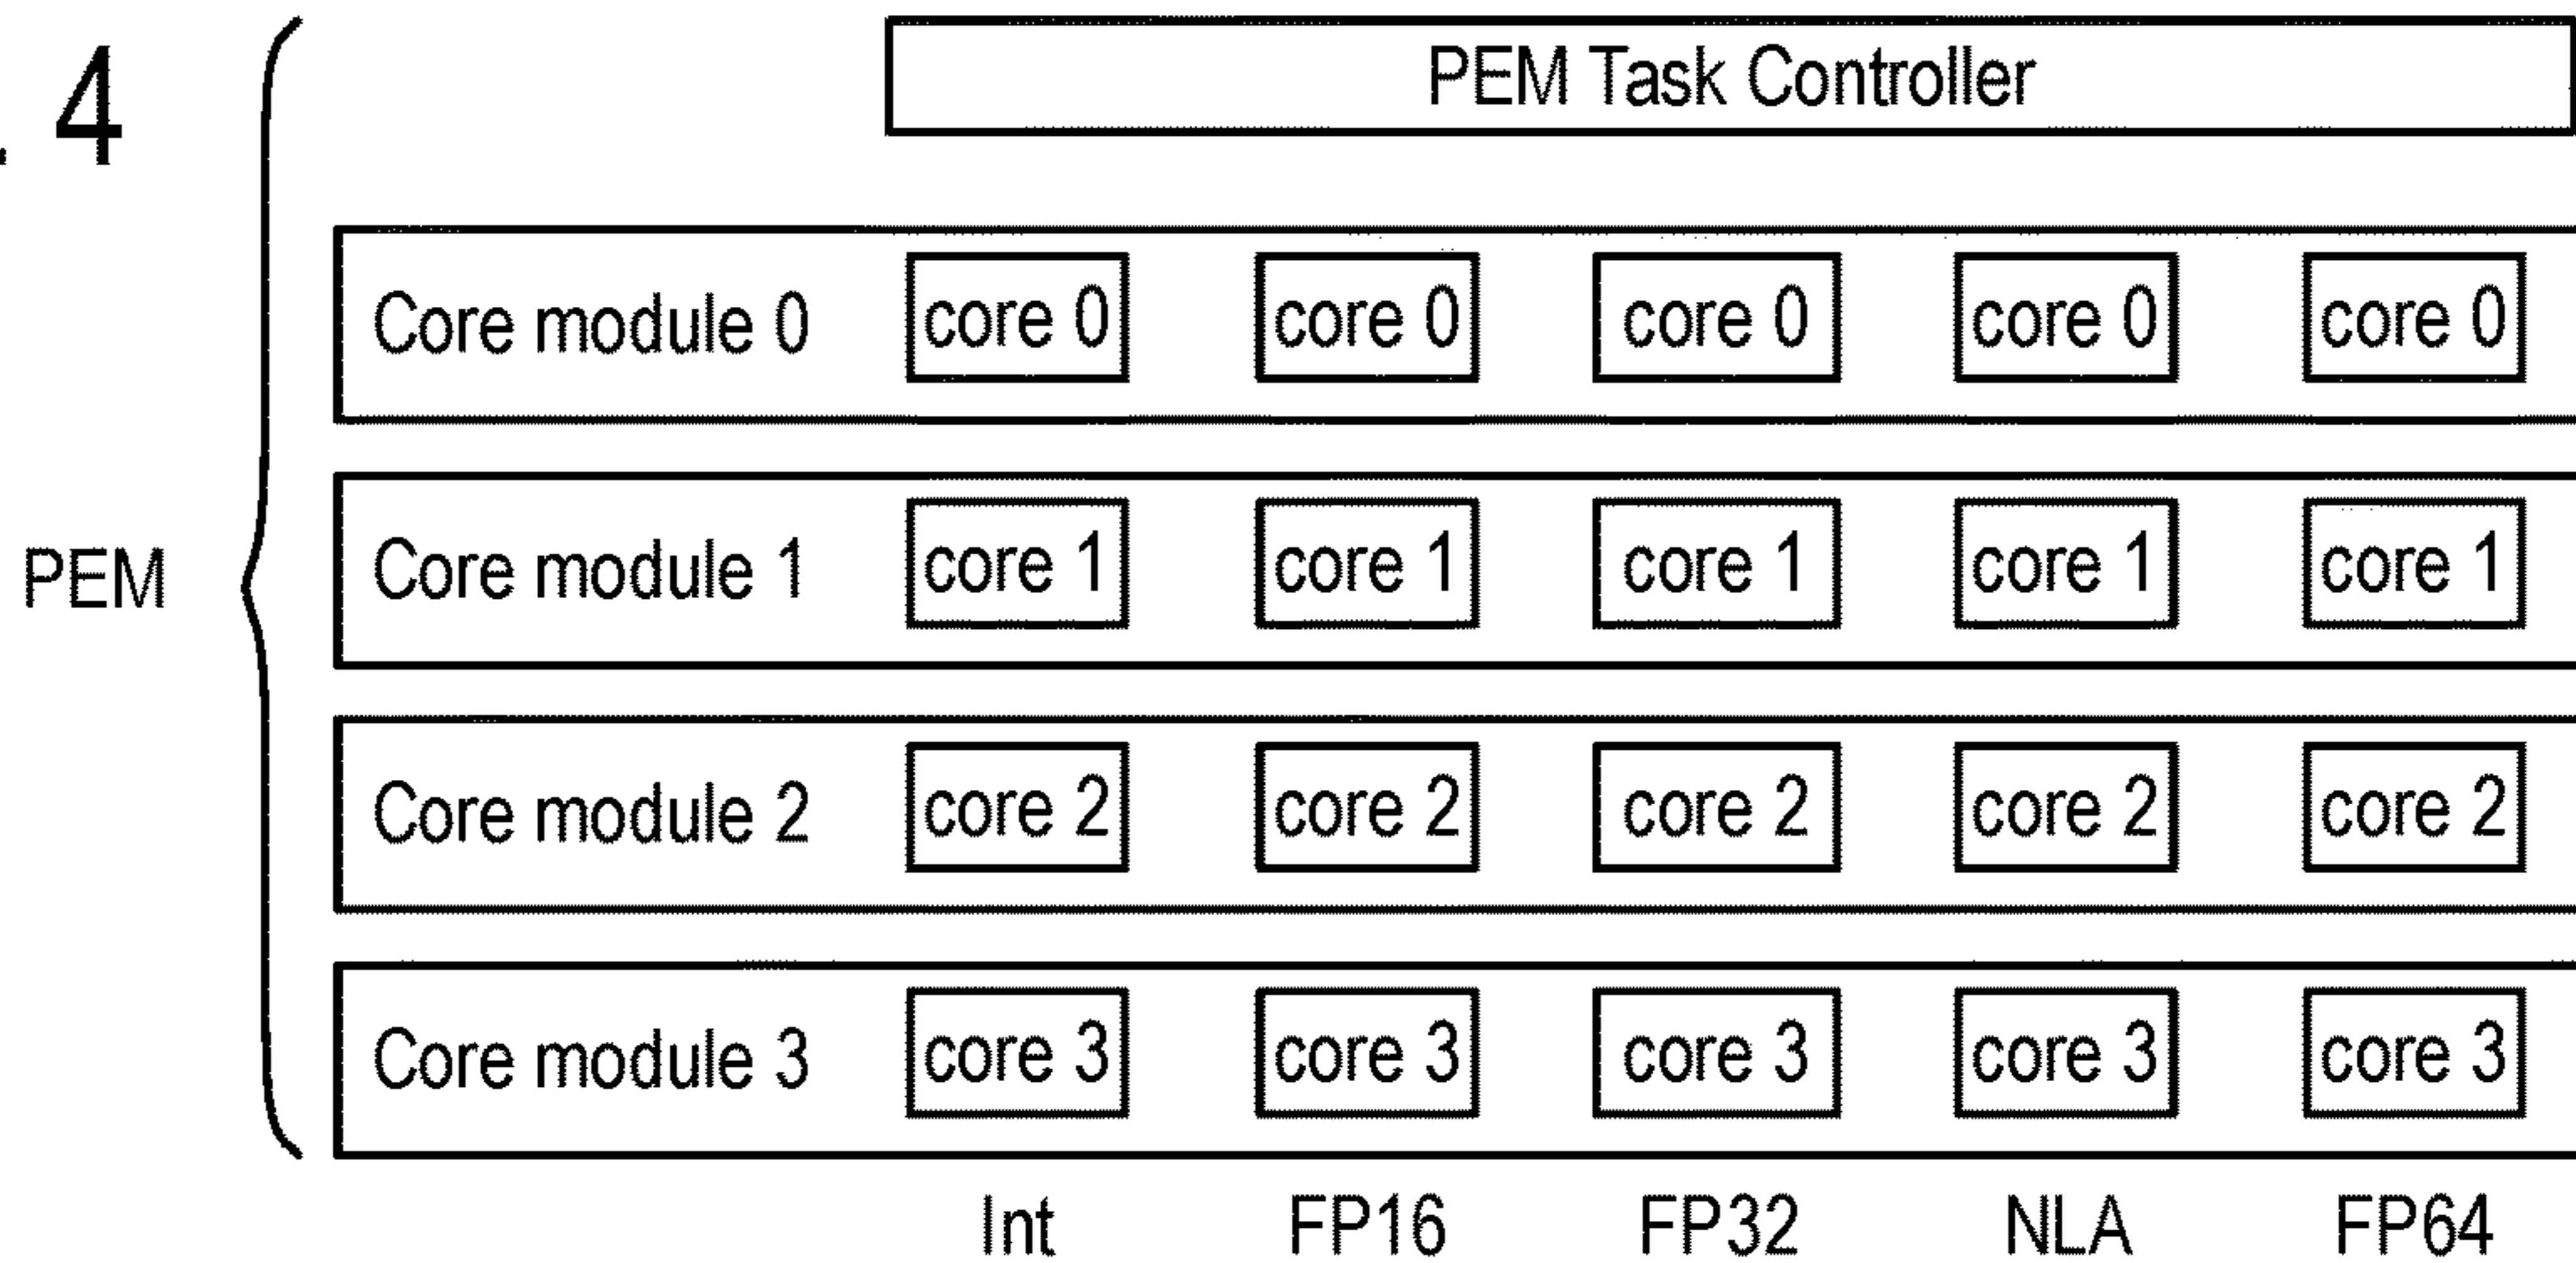 . 4
PEM Task Controller
PEM
Core module 0 core 0 core 0 core 0 core 0 core 0
Core module 1 core 1 core 1 core 1 core 1 core 1
Core module 2 core 2 core 2 core 2 core 2 core 2
Core module 3 core 3 core 3 core 3 core 3 core 3
Int FP16 FP32 NLA FP64